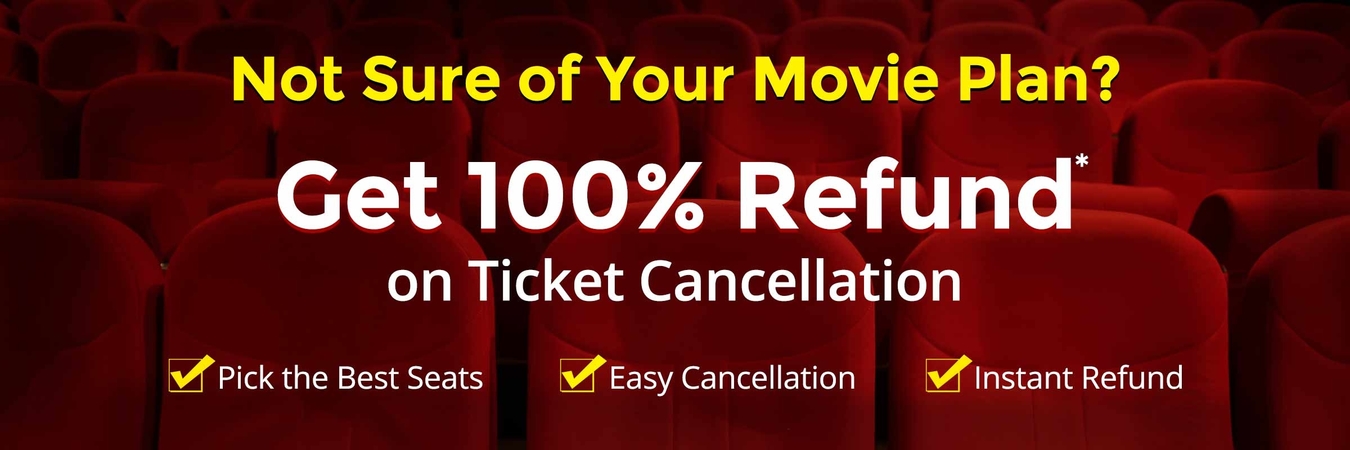 Not Sure of Your Movie Plan?
Get 100% Refund*
on Ticket Cancellation
Pick the Best Seats Easy Cancellation Instant Refund